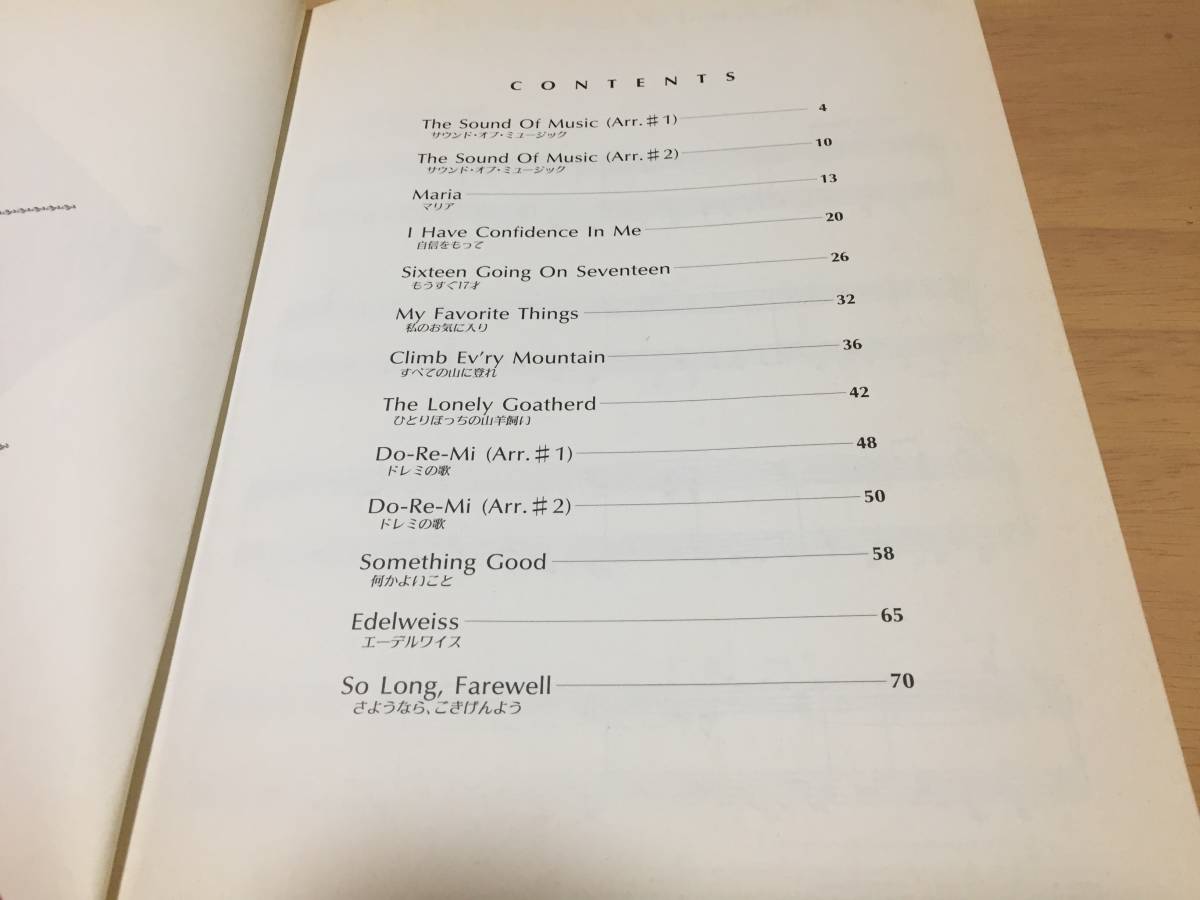 CONTENTS
The Sound Of Music (Arr.♯1) 4
サウンド・オブ・ミュージック
The Sound Of Music (Arr.♯2) 10
サウンド・オブ・ミュージック
Maria 13
マリア
I Have Confidence In Me 20
自信をもって
Sixteen Going On Seventeen 26
もうすぐ17才
My Favorite Things 32
私のお気に入り
Climb Ev'ry Mountain 36
すべての山に登れ
The Lonely Goatherd 42
ひとりぼっちの山羊飼い
Do-Re-Mi (Arr.♯1) 48
ドレミの歌
Do-Re-Mi (Arr.♯2) 50
ドレミの歌
Something Good 58
何かよいこと
Edelweiss 65
エーデルワイス
So Long, Farewell 70
さようなら、ごきげんよう